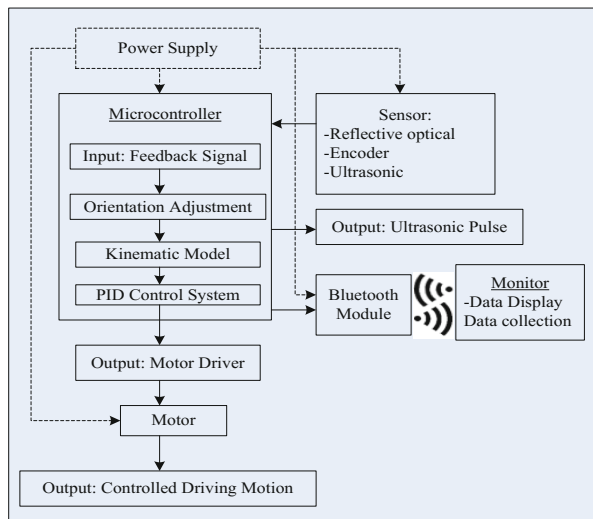 Power Supply
Microcontroller
Input: Feedback Signal
Orientation Adjustment
Kinematic Model
PID Control System
Sensor:
-Reflective optical
-Encoder
-Ultrasonic
Output: Ultrasonic Pulse
Bluetooth
Module
Monitor
-Data Display
Data collection
Output: Motor Driver
Motor
Output: Controlled Driving Motion